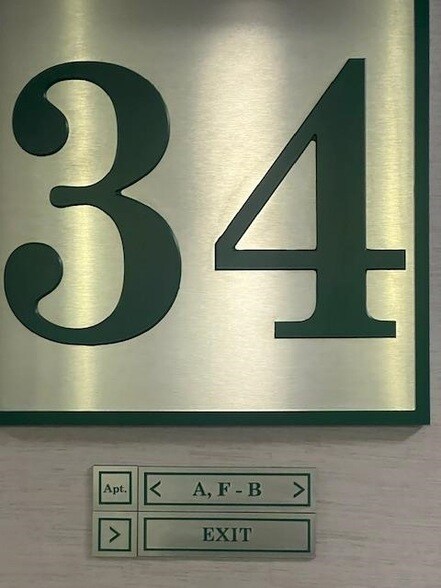 34
Apt. < A, F - B >
> EXIT